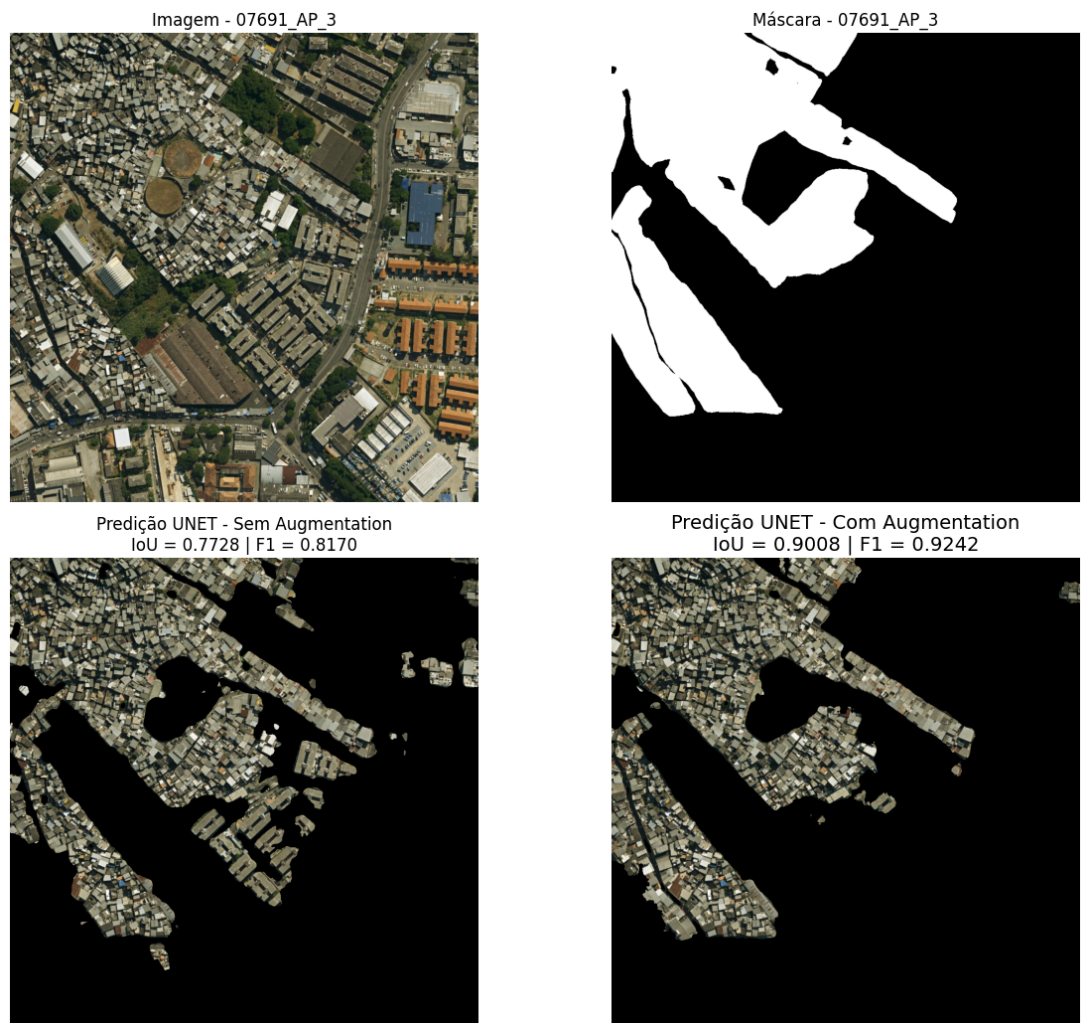 Imagem - 07691_AP_3
Máscara - 07691_AP_3
Predição UNET - Sem Augmentation
IoU = 0.7728 | F1 = 0.8170
Predição UNET - Com Augmentation
IoU = 0.9008 | F1 = 0.9242